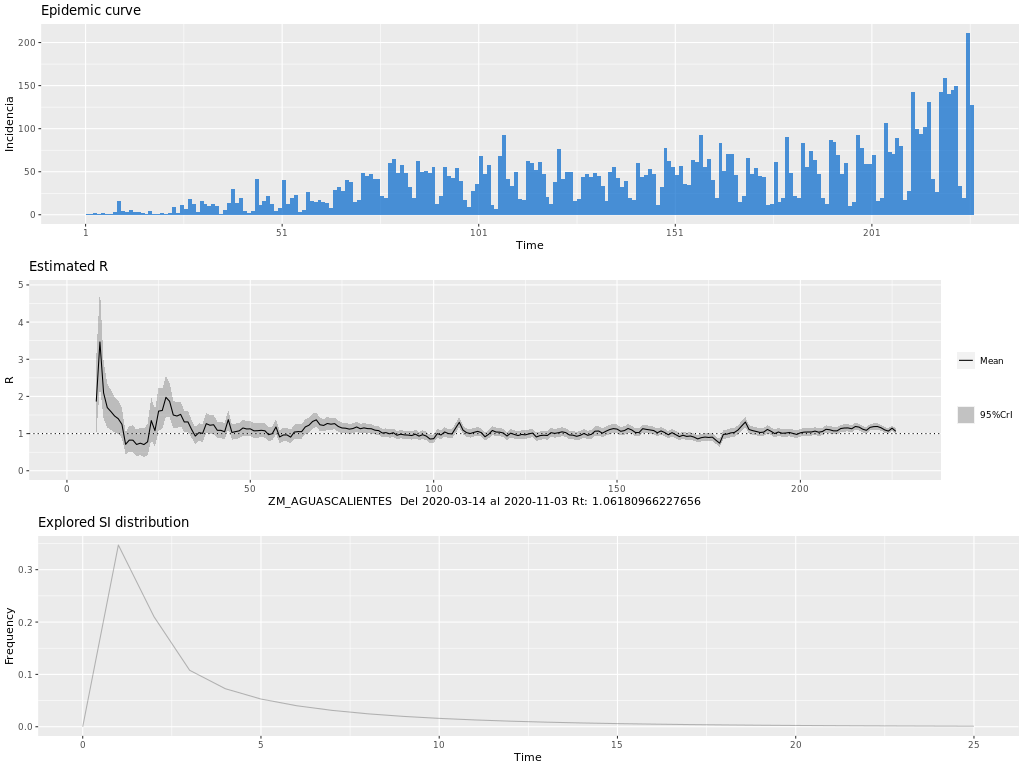 Epidemic curve
200
150
100
50
0
Incidencia
1 51 101 151 201
Time
Estimated R
5
4
3
2
1
0
R
Mean
95%CrI
0 50 100 150 200
ZM_AGUASCALIENTES Del 2020-03-14 al 2020-11-03 Rt: 1.06180966227656
Explored SI distribution
0.3
0.2
0.1
0.0
Frequency
0 5 10 15 20 25
Time